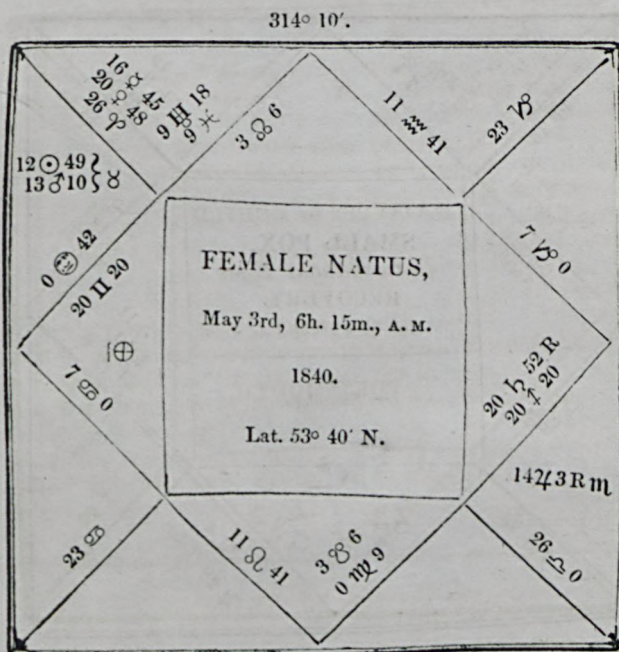 314° 10′.
16 ☿ 45
20 ♀ 48
26 ♈
9 ♅ 18
9 ♓
3 ☊ 6
11 ♒ 41
23 ♑
12 ☉ 49 } ♉
13 ♂ 10
0 ☽ 42
20 ♊ 20
7 ♑ 0
FEMALE NATUS,
May 3rd, 6h. 15m., A. M.
1840.
Lat. 53° 40′ N.
⊕
7 ♋ 0
20 ♄ 52 R
20 ♐ 20
14 ♃ 3 R ♏
23 ♋
11 ♌ 41
3 ☋ 6
0 ♍ 9
26 ♎ 0